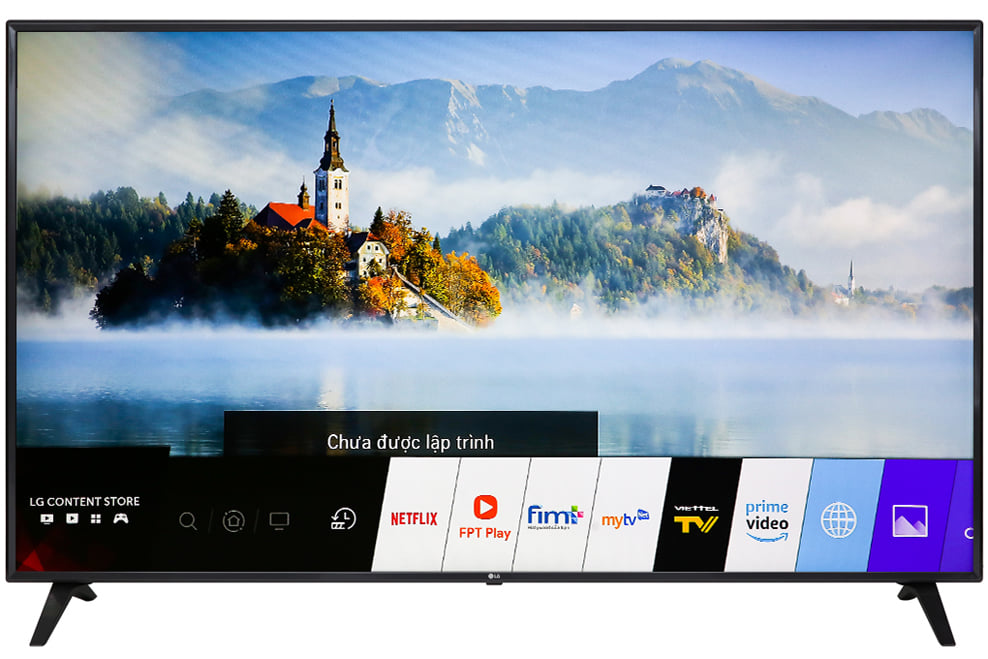 Chưa được lập trình
LG CONTENT STORE
NETFLIX
FPT Play
fim+
mytv
VIETTEL
TV
prime
video
LG